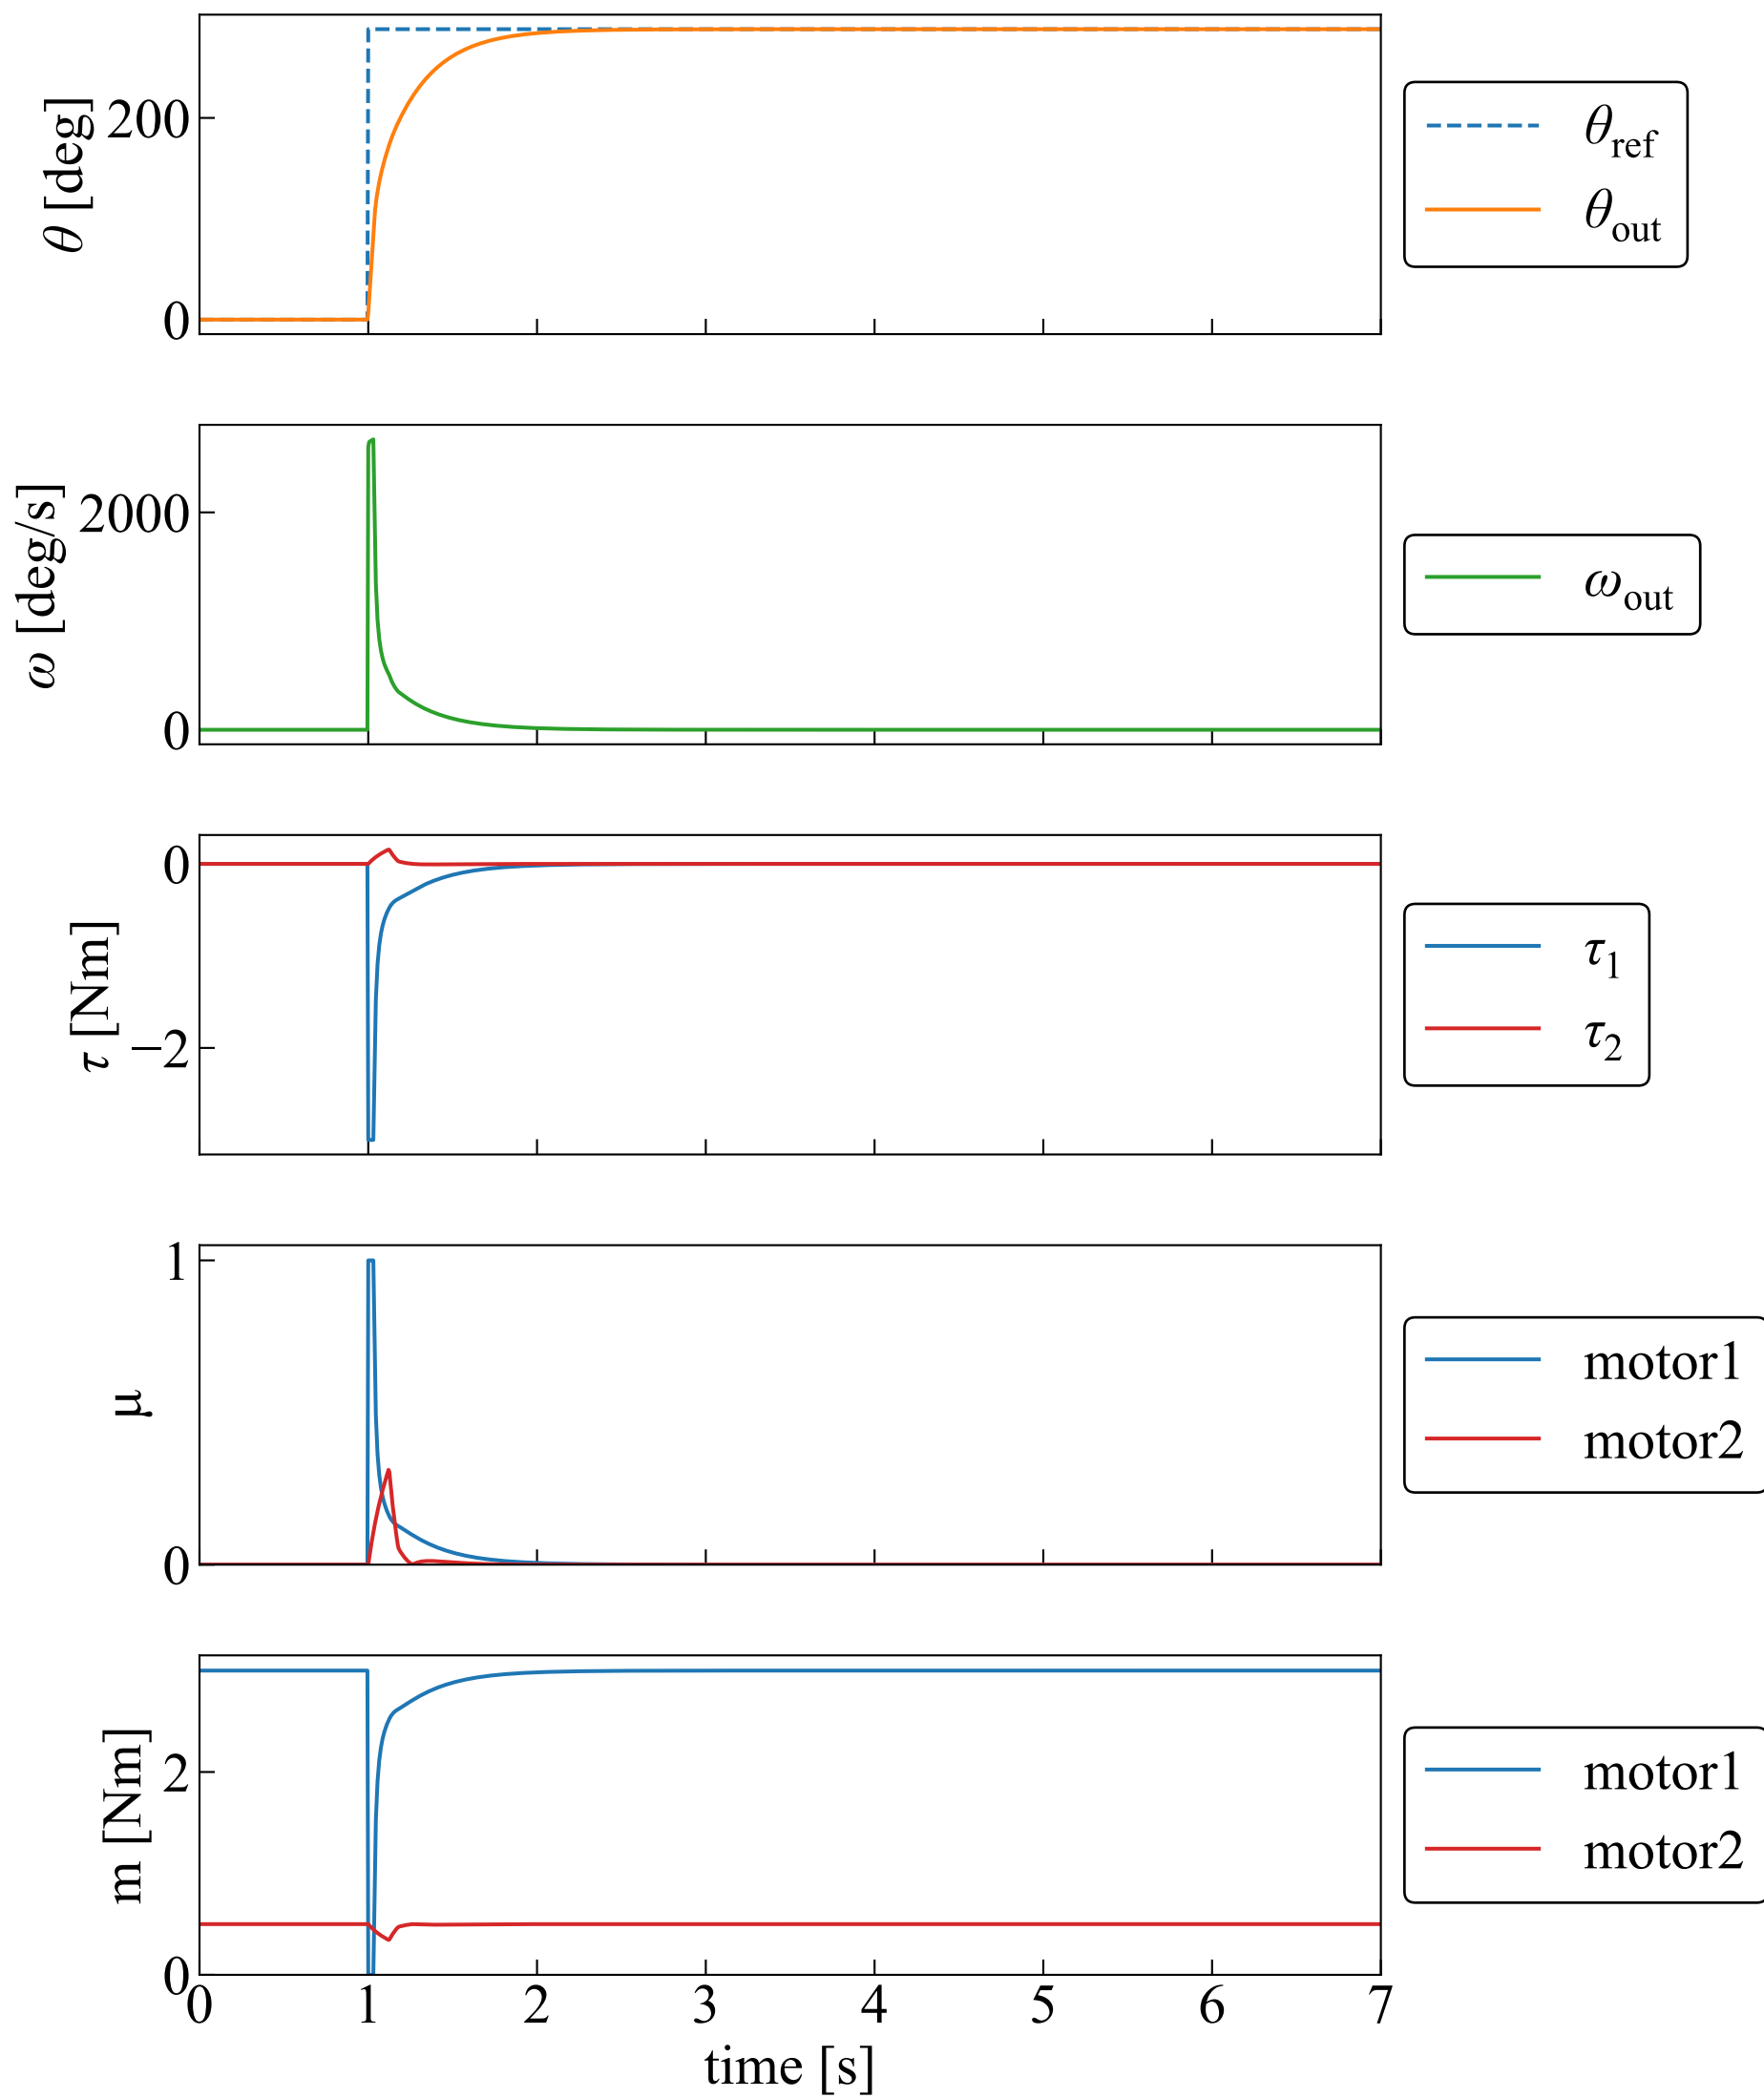 θ [deg]
200
0
θref
θout
ω [deg/s]
2000
0
ωout
τ [Nm]
0
−2
τ1
τ2
μ
1
0
motor1
motor2
m [Nm]
2
0
motor1
motor2
0 1 2 3 4 5 6 7
time [s]